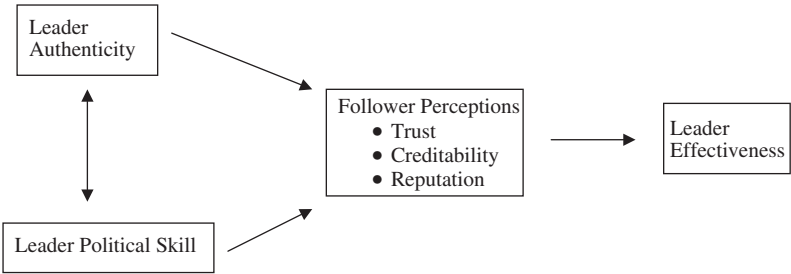 Leader
Authenticity
Follower Perceptions
• Trust
• Creditability
• Reputation
Leader
Effectiveness
Leader Political Skill